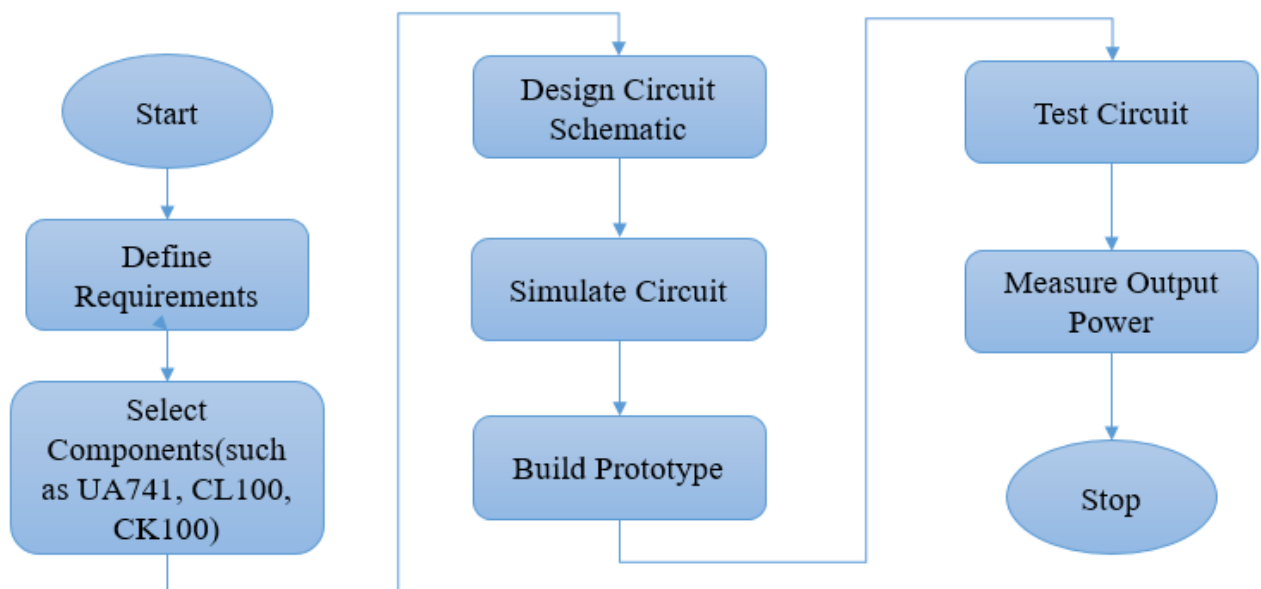 Start
Define
Requirements
Select
Components(such
as UA741, CL100,
CK100)
Design Circuit
Schematic
Simulate Circuit
Build Prototype
Test Circuit
Measure Output
Power
Stop